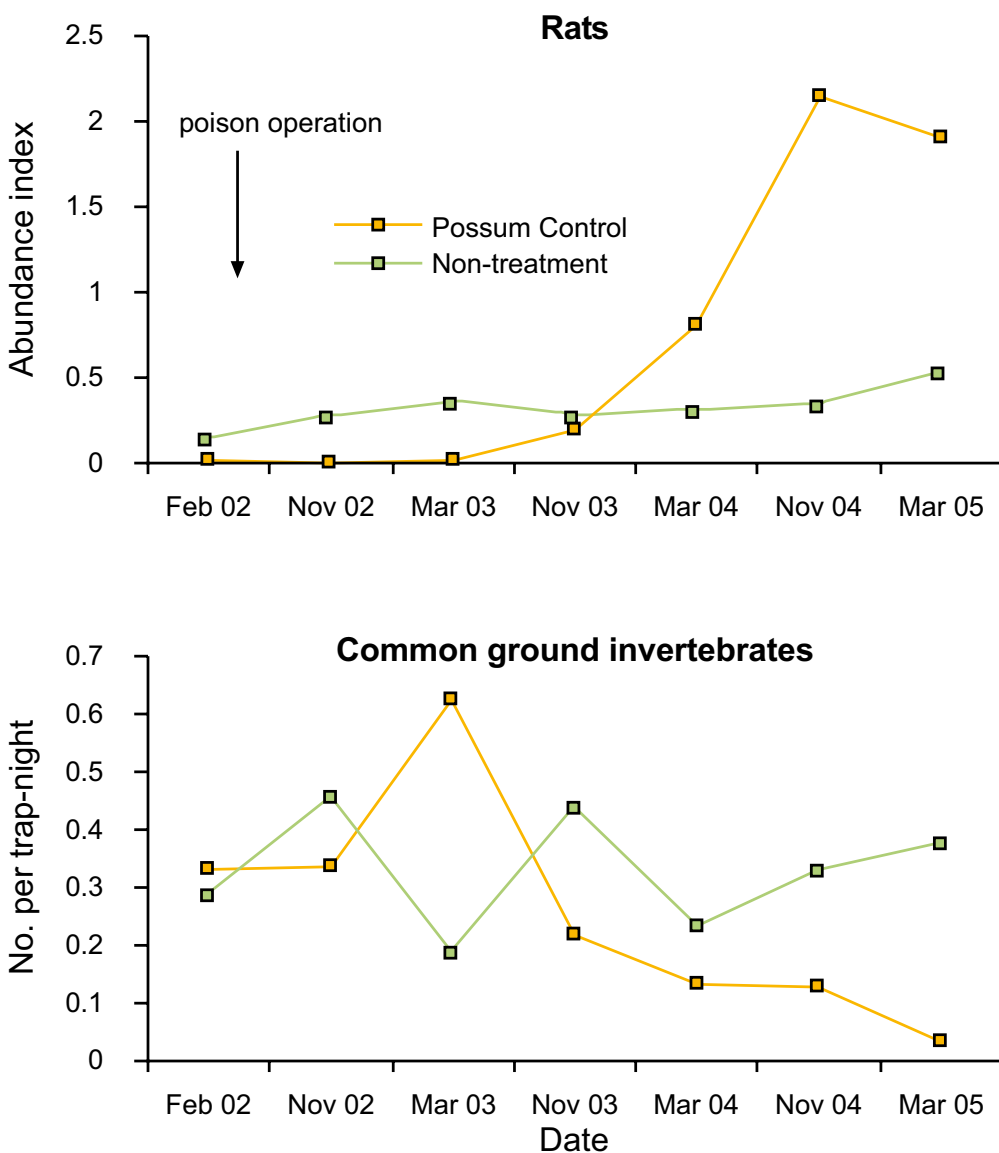 Rats
2.5
2
1.5
1
0.5
0
Abundance index
poison operation
Possum Control
Non-treatment
Feb 02 Nov 02 Mar 03 Nov 03 Mar 04 Nov 04 Mar 05
Common ground invertebrates
0.7
0.6
0.5
0.4
0.3
0.2
0.1
0
No. per trap-night
Feb 02 Nov 02 Mar 03 Nov 03 Mar 04 Nov 04 Mar 05
Date